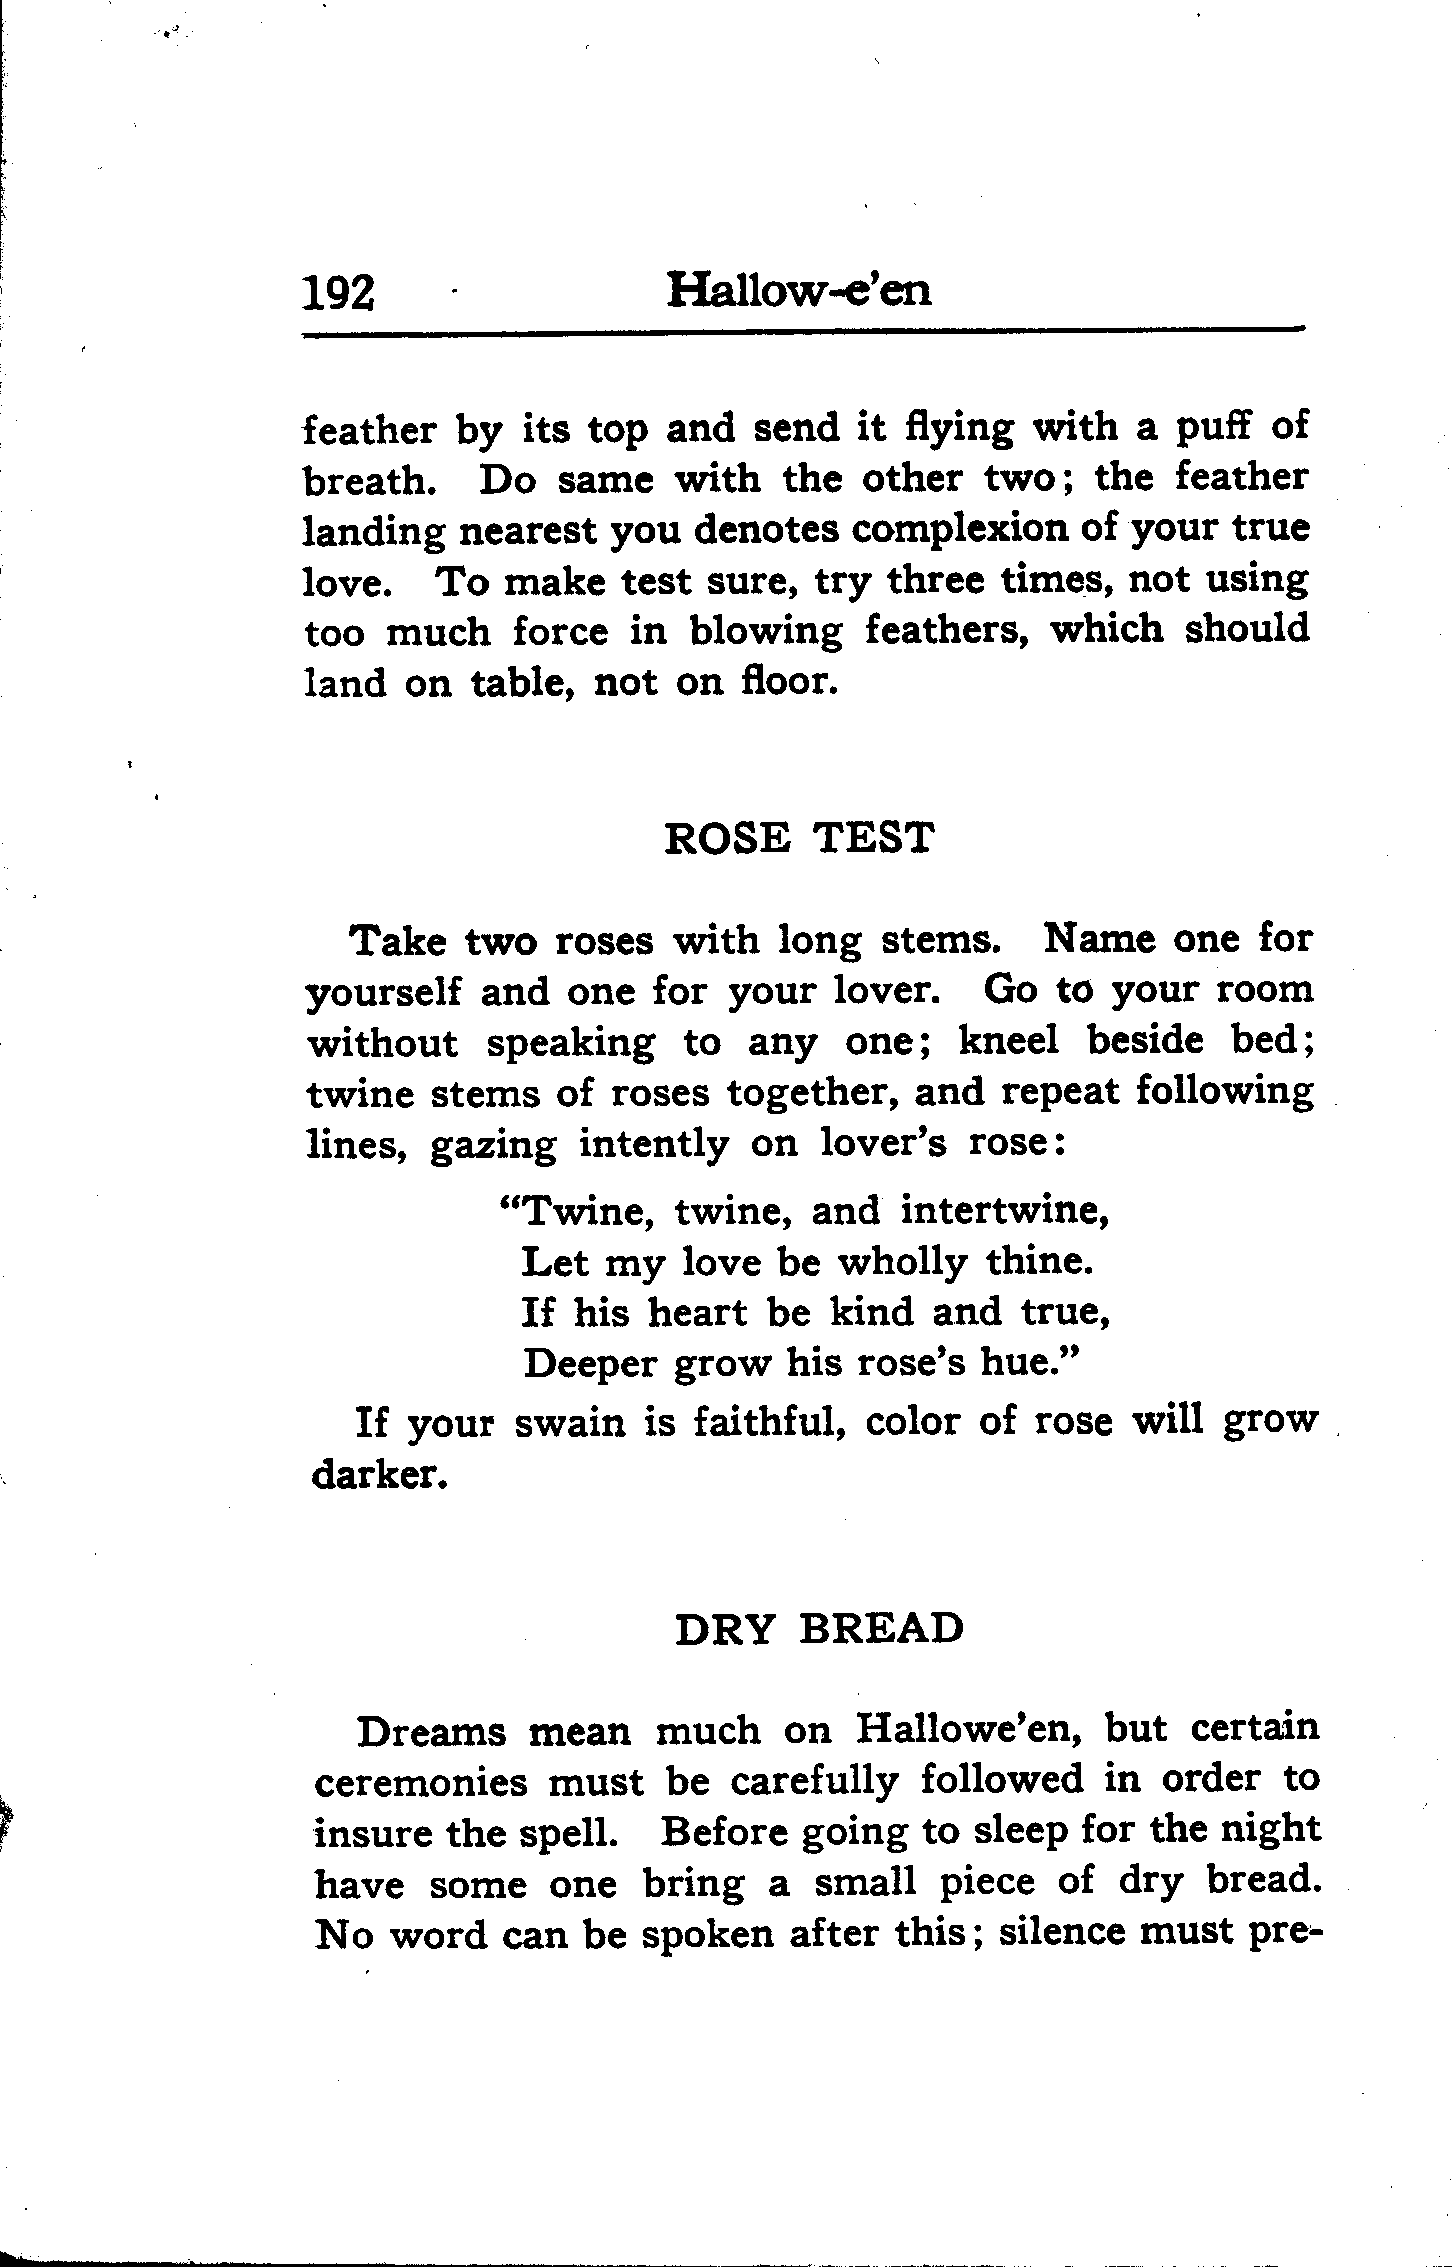 192 Hallow-e'en
feather by its top and send it flying with a puff of
breath. Do same with the other two; the feather
landing nearest you denotes complexion of your true
love. To make test sure, try three times, not using
too much force in blowing feathers, which should
land on table, not on floor.
ROSE TEST
Take two roses with long stems. Name one for
yourself and one for your lover. Go to your room
without speaking to any one; kneel beside bed;
twine stems of roses together, and repeat following
lines, gazing intently on lover's rose:
"Twine, twine, and intertwine,
Let my love be wholly thine.
If his heart be kind and true,
Deeper grow his rose's hue."
If your swain is faithful, color of rose will grow
darker.
DRY BREAD
Dreams mean much on Hallowe'en, but certain
ceremonies must be carefully followed in order to
insure the spell. Before going to sleep for the night
have some one bring a small piece of dry bread.
No word can be spoken after this; silence must pre-